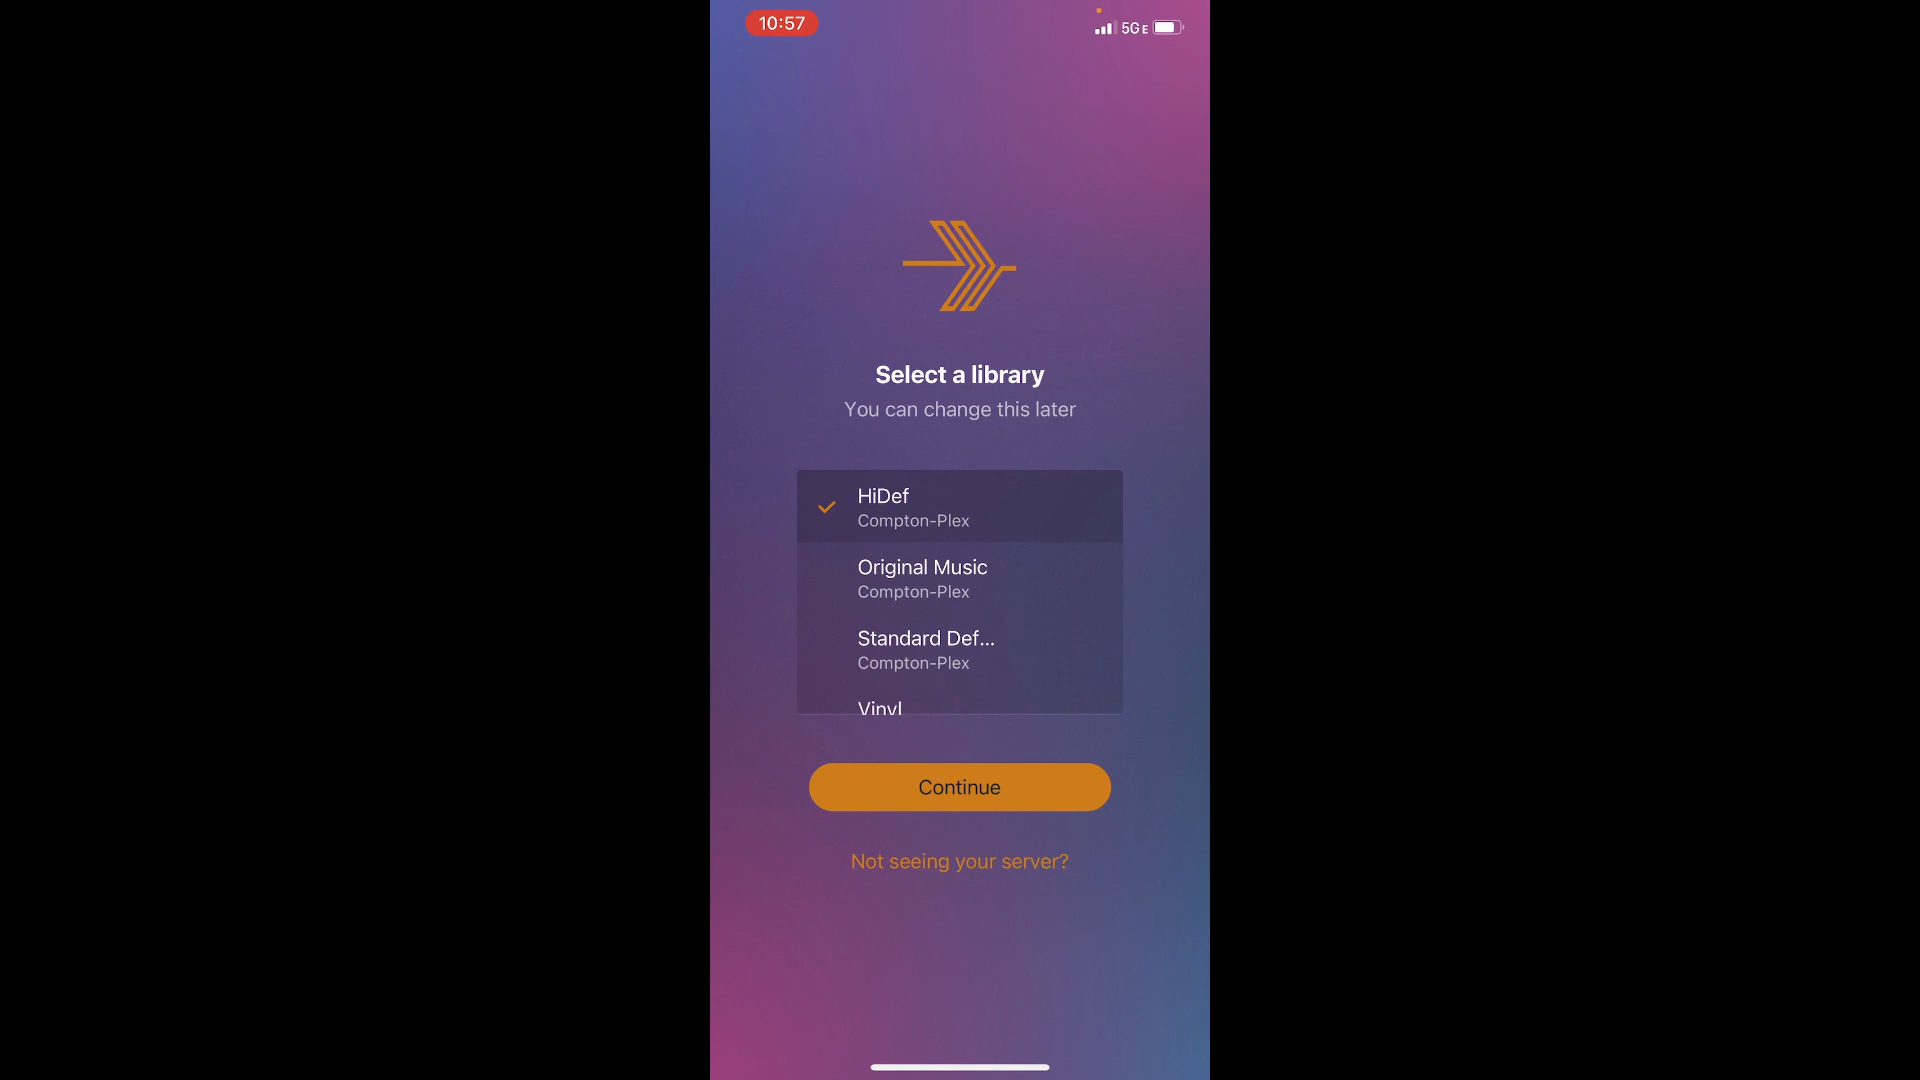 10:57
5G E
Select a library
You can change this later
HiDef
Compton-Plex
Original Music
Compton-Plex
Standard Def...
Compton-Plex
Vinyl
Continue
Not seeing your server?